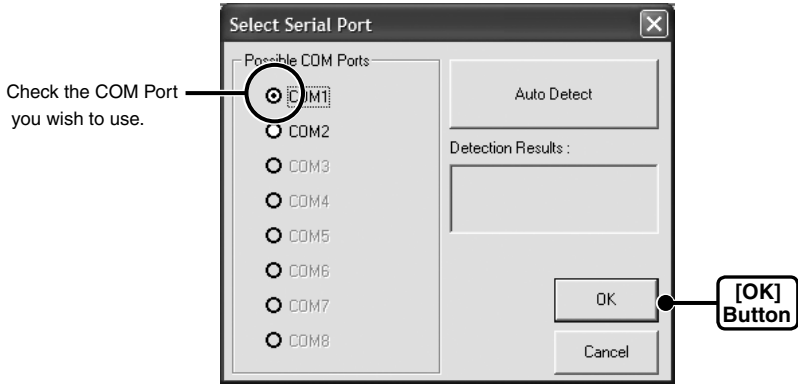 Select Serial Port
Possible COM Ports
Check the COM Port
you wish to use.
COM1
COM2
COM3
COM4
COM5
COM6
COM7
COM8
Auto Detect
Detection Results :
OK
Cancel
[OK]
Button